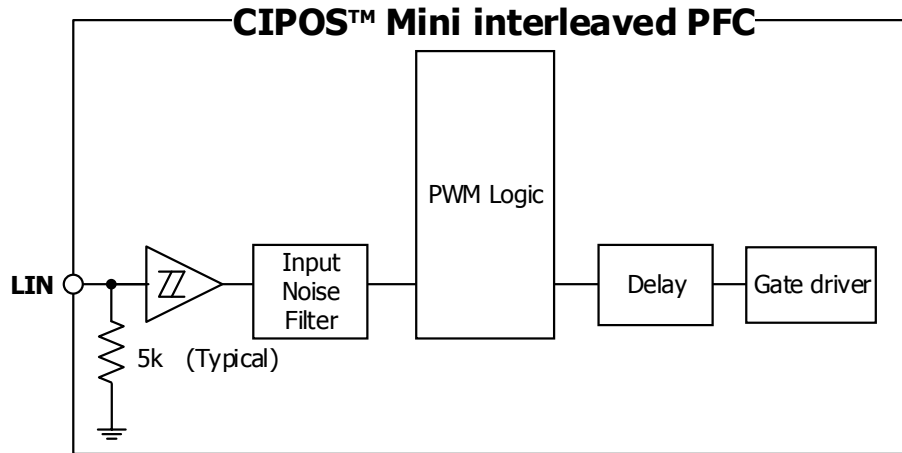 CIPOS™ Mini interleaved PFC
PWM Logic
LIN
Input
Noise
Filter
Delay
Gate driver
5k (Typical)